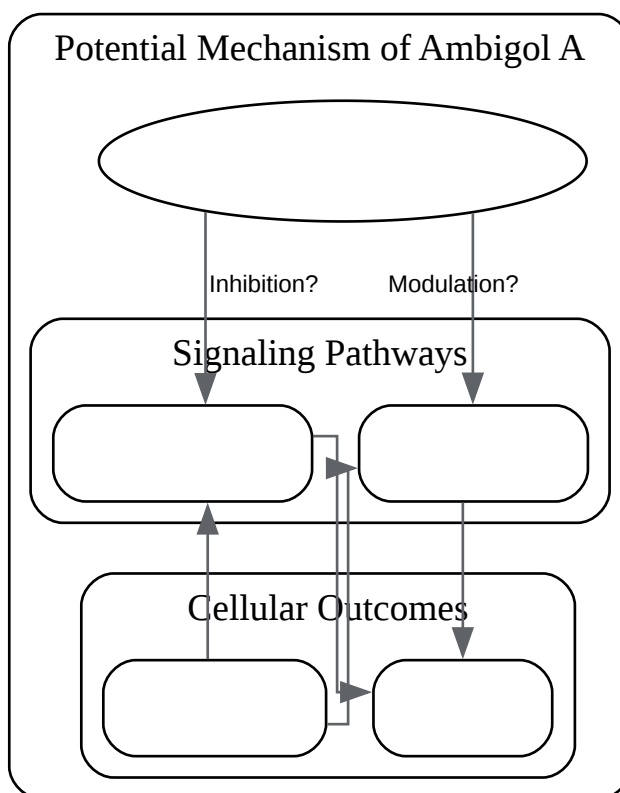 Potential Mechanism of Ambigol A
Inhibition?
Modulation?
Signaling Pathways
Cellular Outcomes